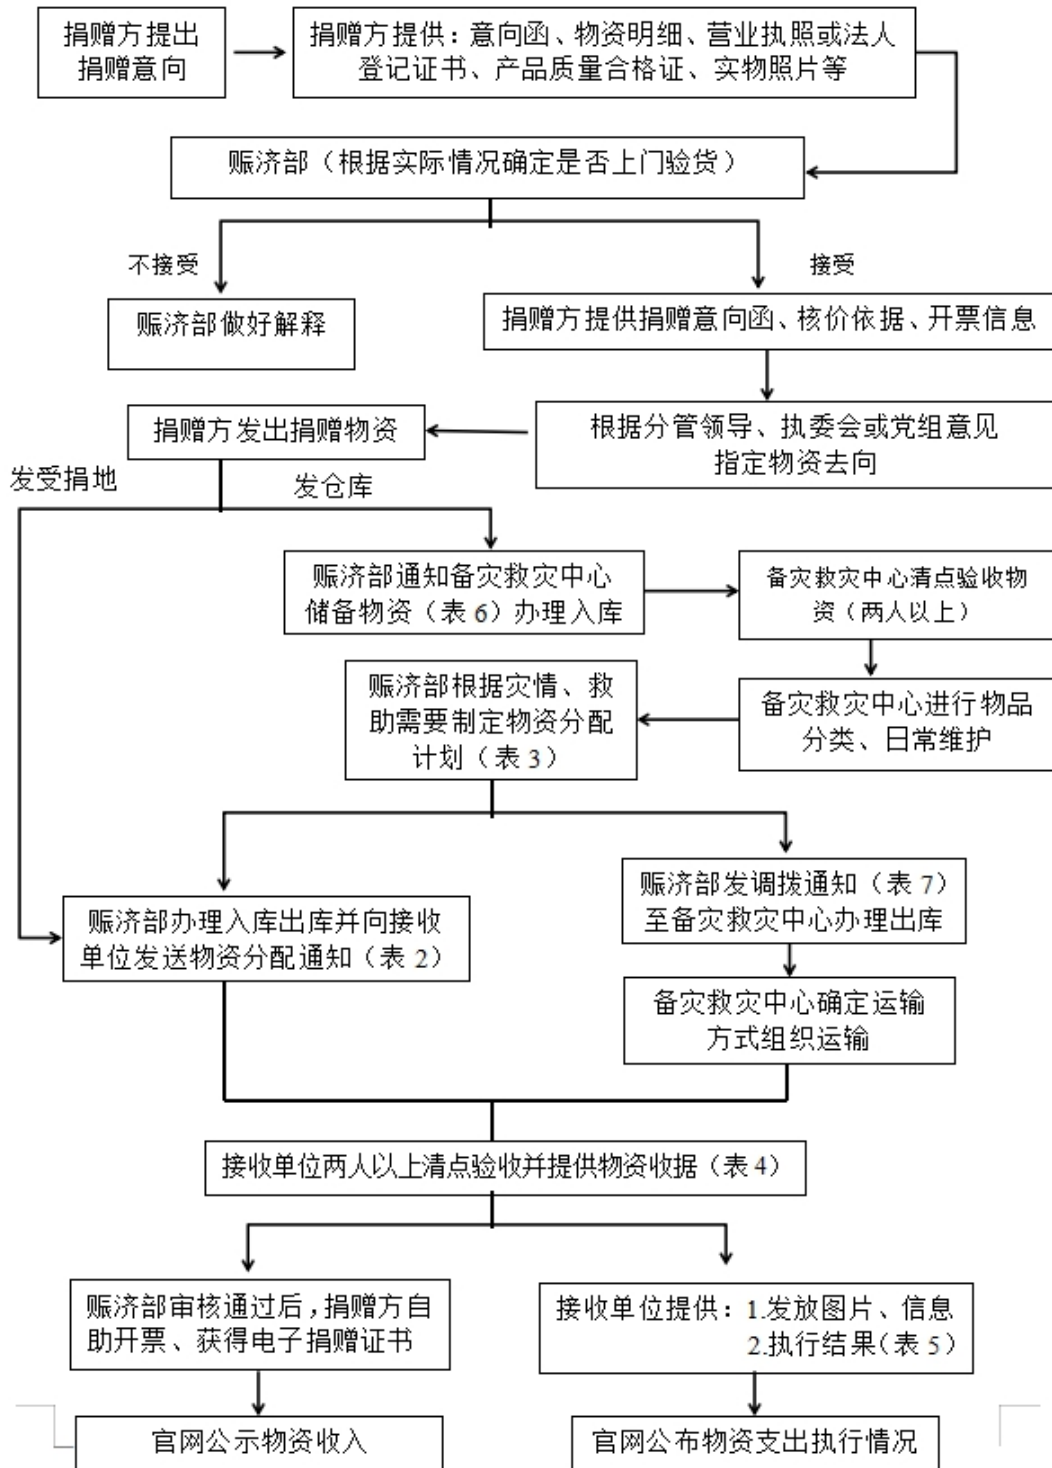 捐赠方提出
捐赠意向
捐赠方提供：意向函、物资明细、营业执照或法人
登记证书、产品质量合格证、实物照片等
赈济部（根据实际情况确定是否上门验货）
不接受
接受
赈济部做好解释
捐赠方提供捐赠意向函、核价依据、开票信息
捐赠方发出捐赠物资
根据分管领导、执委会或党组意见
指定物资去向
发受捐地
发仓库
赈济部通知备灾救灾中心
储备物资（表 6）办理入库
备灾救灾中心清点验收物
资（两人以上）
赈济部根据灾情、救
助需要制定物资分配
计划（表 3）
备灾救灾中心进行物品
分类、日常维护
赈济部办理入库出库并向接收
单位发送物资分配通知（表 2）
赈济部发调拨通知（表 7）
至备灾救灾中心办理出库
备灾救灾中心确定运输
方式组织运输
接收单位两人以上清点验收并提供物资收据（表 4）
赈济部审核通过后，捐赠方自
助开票、获得电子捐赠证书
接收单位提供：1.发放图片、信息
2.执行结果（表 5）
官网公示物资收入
官网公布物资支出执行情况